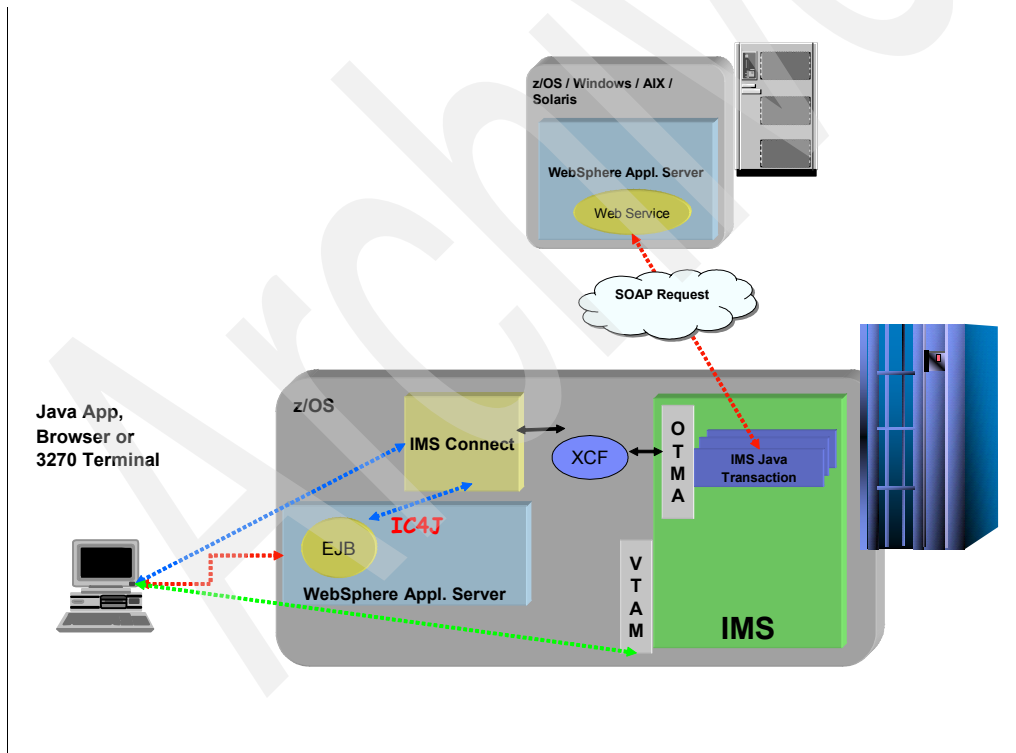 z/OS / Windows / AIX /
Solaris
WebSphere Appl. Server
Web Service
SOAP Request
Java App,
Browser or
3270 Terminal
z/OS
IMS Connect
XCF
O
T
M
A
IMS Java
Transaction
IC4J
EJB
WebSphere Appl. Server
V
T
A
M
IMS
Archive